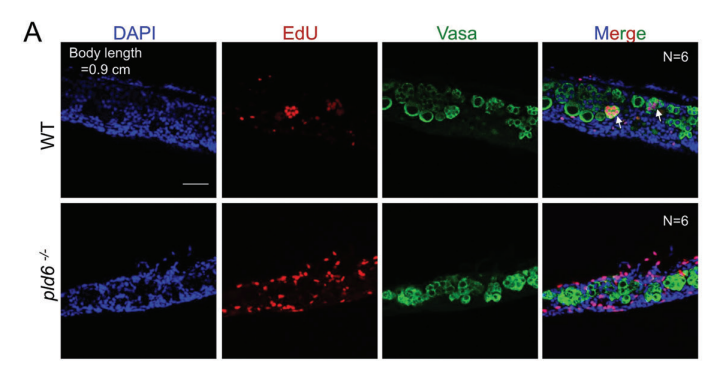 A
DAPI EdU Vasa Merge
Body length
=0.9 cm
N=6
WT
N=6
pld6 -/-